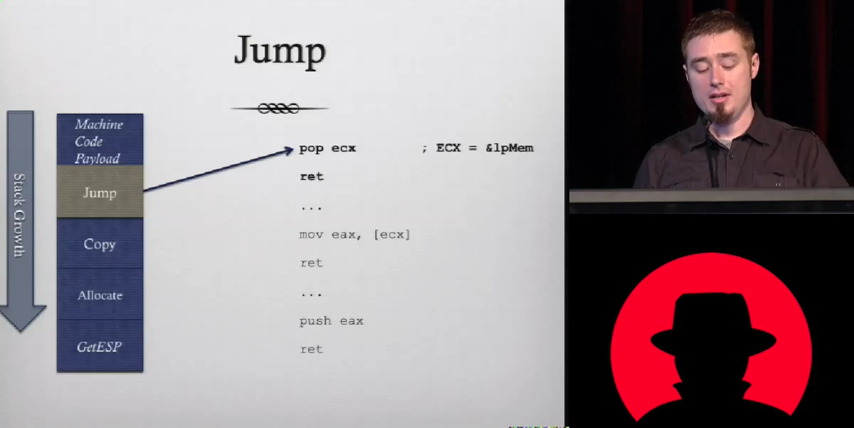 Jump
Stack Growth
Machine
Code
Payload
Jump
Copy
Allocate
GetESP
pop ecx ; ECX = &lpMem
ret
...
mov eax, [ecx]
ret
...
push eax
ret